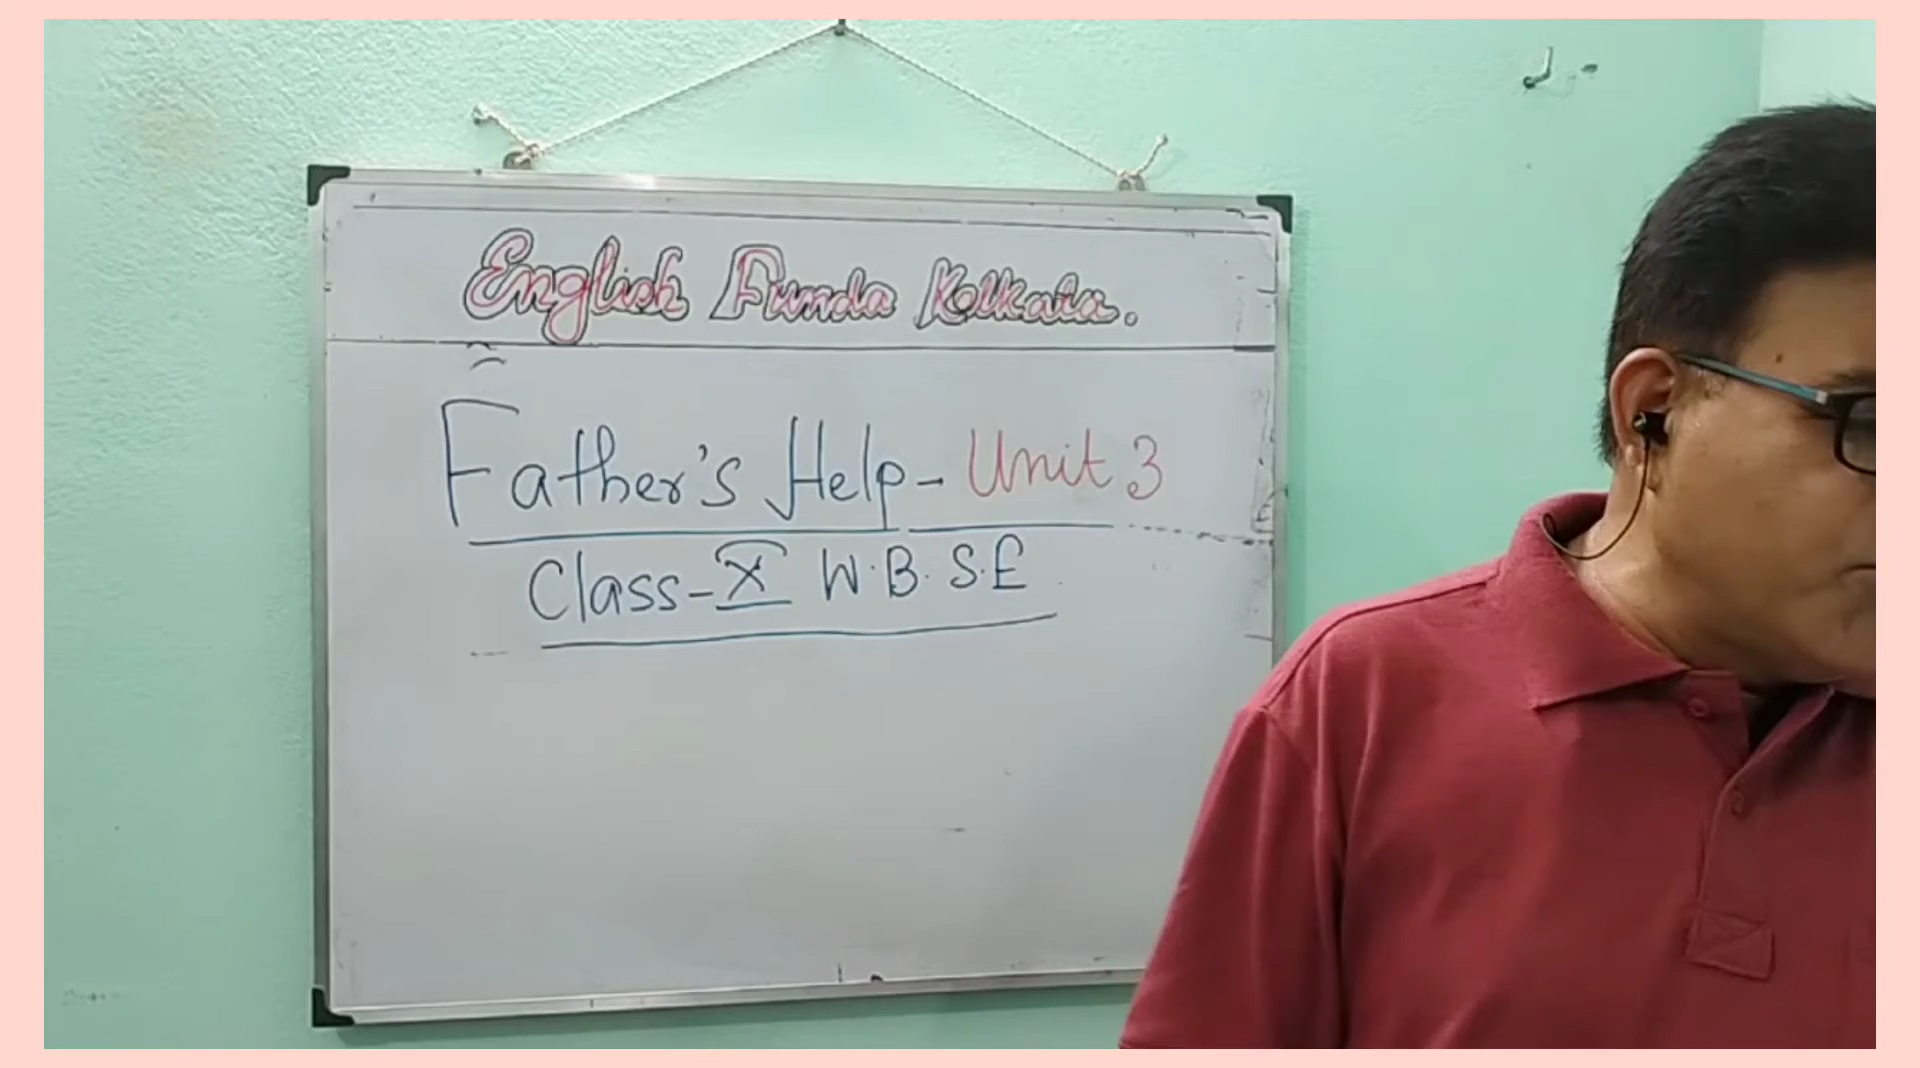 English Funda Kolkata.
Father's Help - Unit 3
Class - X W.B.S.E